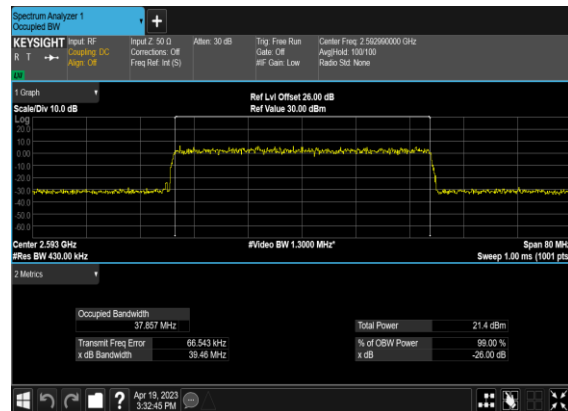 Spectrum Analyzer 1
Occupied BW
KEYSIGHT Input: RF Input Z: 50 Ω Atten: 30 dB Trig: Free Run Center Freq: 2.592990000 GHz
R T Coupling: DC Corrections: Off Gate: Off Avg|Hold: 100/100
Align: Off Freq Ref: Int (S) #IF Gain: Low Radio Std: None
1 Graph
Ref Lvl Offset 26.00 dB
Scale/Div 10.0 dB Ref Value 30.00 dBm
Log
20.0
10.0
0.00
-10.0
-20.0
-30.0
-40.0
-50.0
-60.0
Center 2.593 GHz #Video BW 1.3000 MHz* Span 80 MHz
#Res BW 430.00 kHz Sweep 1.00 ms (1001 pts
2 Metrics
Occupied Bandwidth
37.857 MHz Total Power 21.4 dBm
Transmit Freq Error 66.543 kHz % of OBW Power 99.00 %
x dB Bandwidth 39.46 MHz x dB -26.00 dB
? Apr 19, 2023
3:32:45 PM